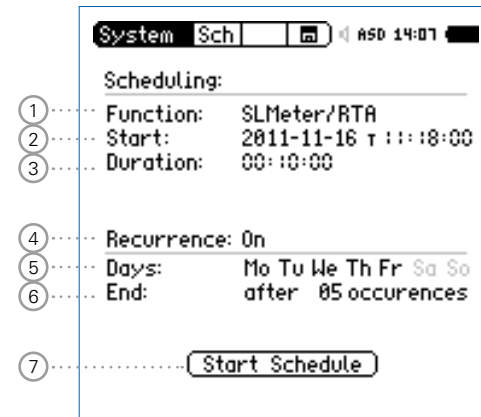 System Sch ASD 14:07
Scheduling:
1 Function: SLMeter/RTA
2 Start: 2011-11-16 T 11:18:00
3 Duration: 00:10:00
4 Recurrence: On
5 Days: Mo Tu We Th Fr Sa So
6 End: after 05 occurences
7 Start Schedule